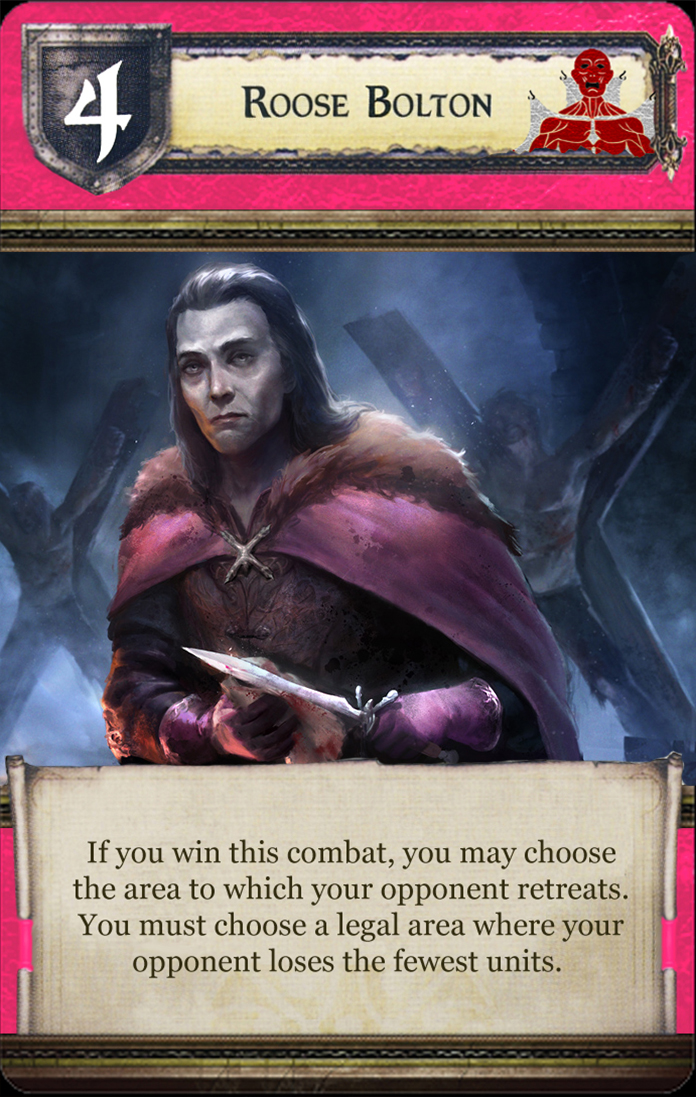 4
Roose Bolton
If you win this combat, you may choose
the area to which your opponent retreats.
You must choose a legal area where your
opponent loses the fewest units.